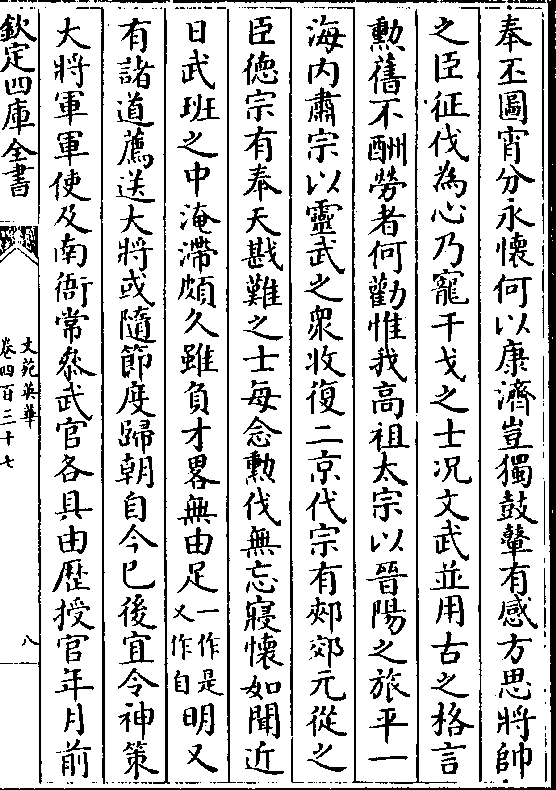 奉丕圖宵分永懷何以康濟豈獨鼓鼙有感方思將帥
之臣征伐為心乃寵干戈之士况文武並用古之格言
勲舊不酬勞者何勸惟我高祖太宗以晉陽之旅平一
海内肅宗以靈武之衆收復二京代宗有郟郊元從之
臣徳宗有奉天戡難之士每念勲伐無忘寢懷如聞近
日武班之中淹滯頗久雖負才畧無由足一作是又作自明又
有諸道薦送大將或隨節度歸朝自今已後宜令神策
大將軍軍使及南衙常叅武官各具由歴授官年月前
欽定四庫全書
文苑英華
卷四百三十七
八